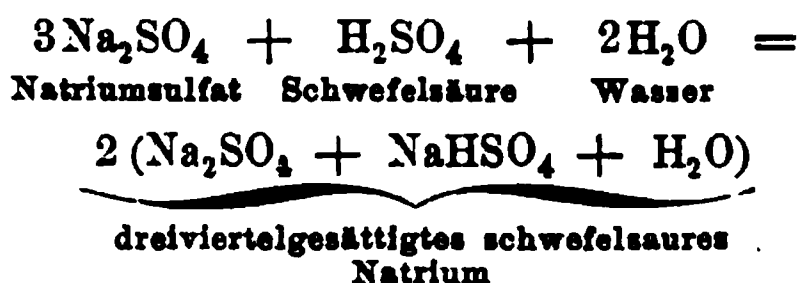 3Na₂SO₄ + H₂SO₄ + 2H₂O =
Natriumsulfat Schwefelsäure Wasser
2 (Na₂SO₄ + NaHSO₄ + H₂O)
dreiviertelgesättigtes schwefelsaures
Natrium